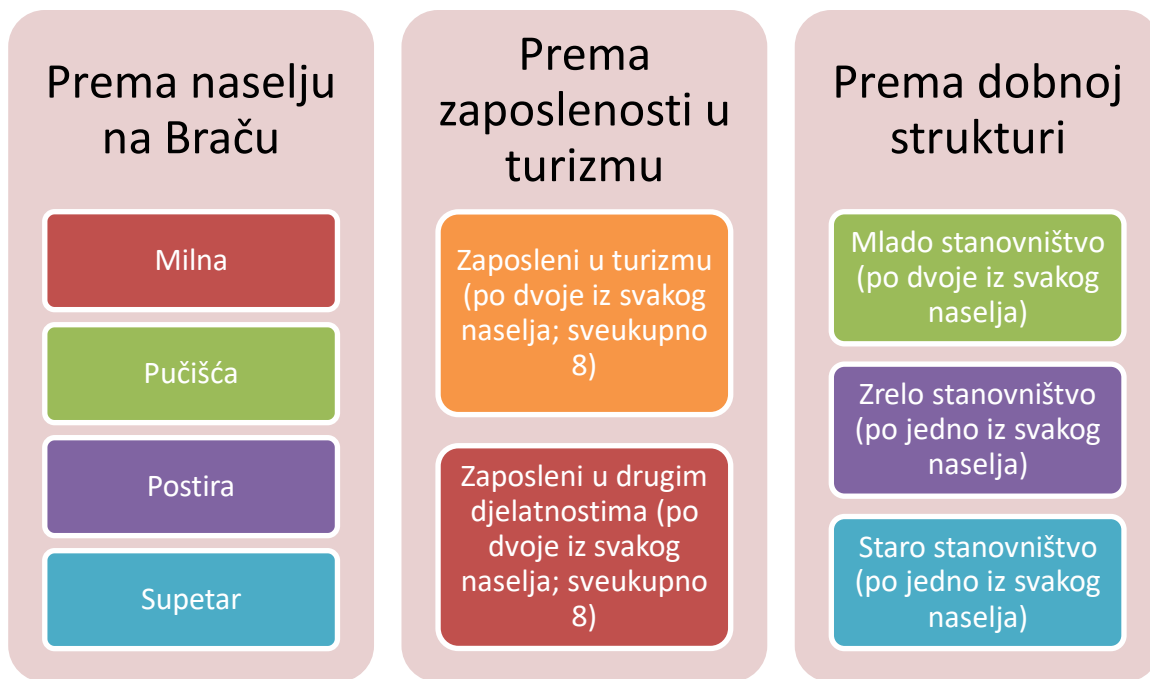 Prema naselju
na Braču
Milna
Pučišća
Postira
Supetar
Prema
zaposlenosti u
turizmu
Zaposleni u turizmu
(po dvoje iz svakog
naselja; sveukupno
8)
Zaposleni u drugim
djelatnostima (po
dvoje iz svakog
naselja; sveukupno
8)
Prema dobnoj
strukturi
Mlado stanovništvo
(po dvoje iz svakog
naselja)
Zrelo stanovništvo
(po jedno iz svakog
naselja)
Staro stanovništvo
(po jedno iz svakog
naselja)